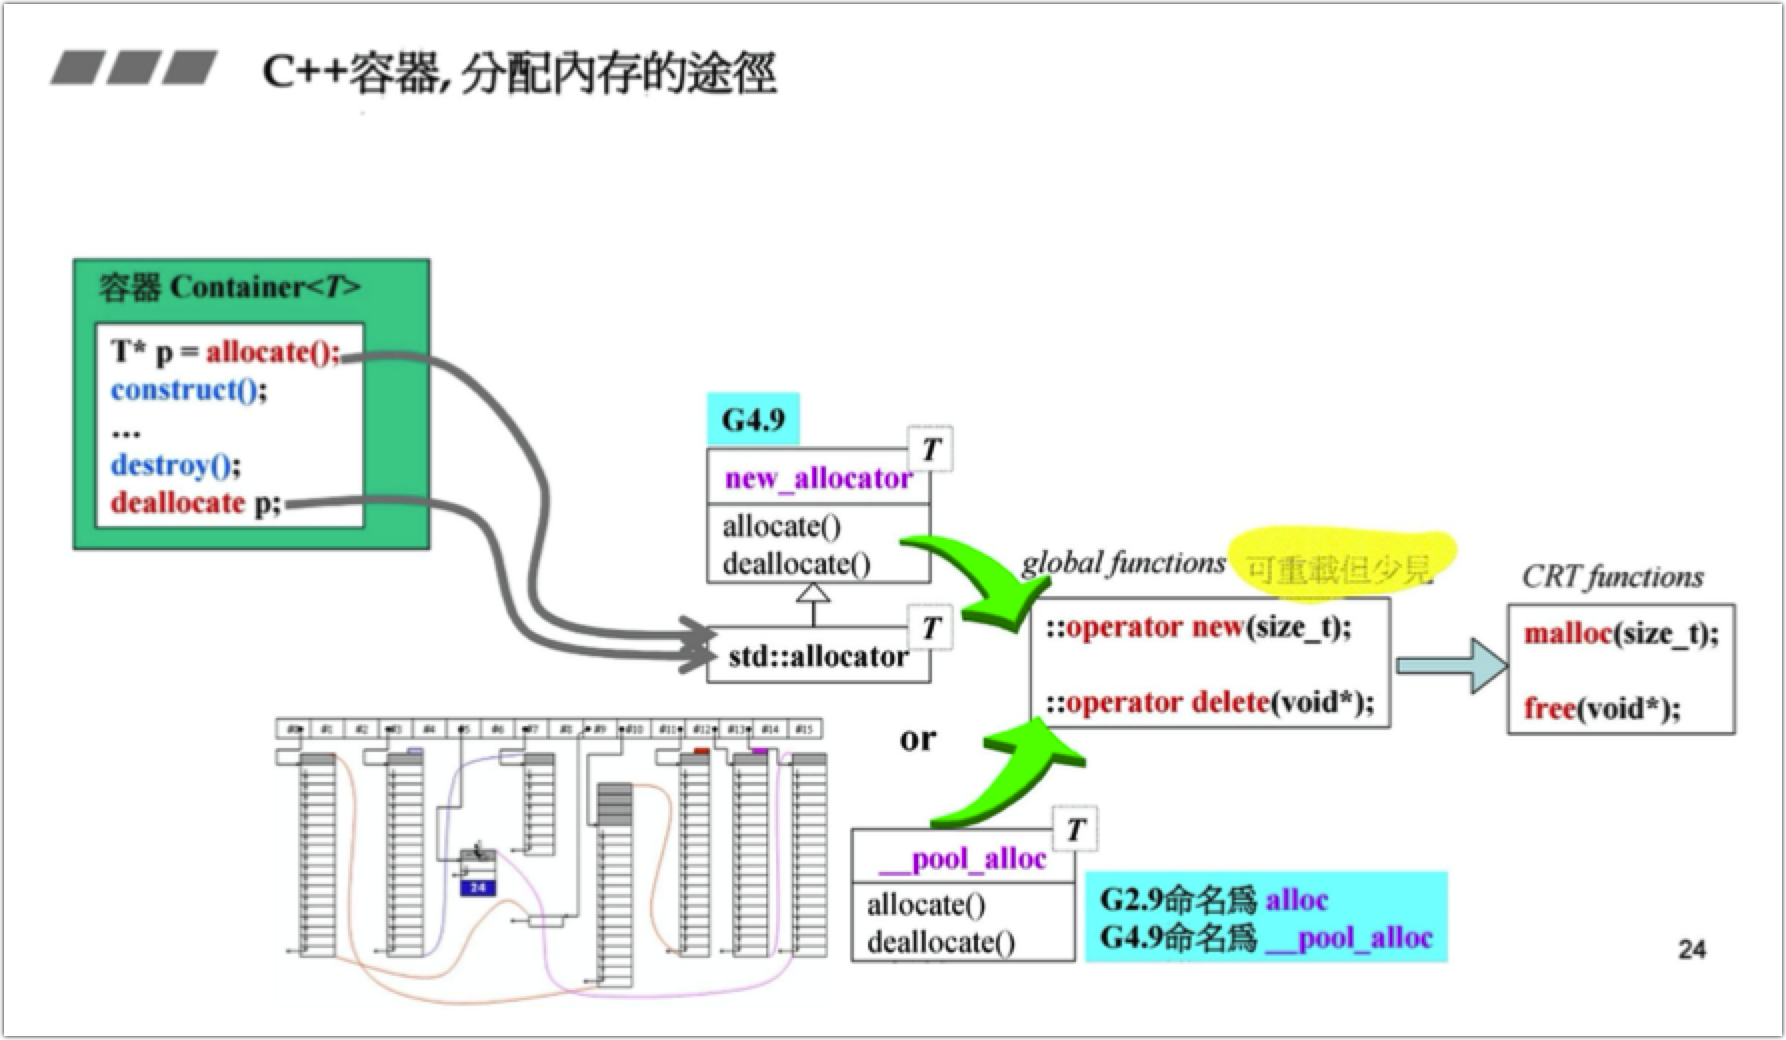 C++容器, 分配內存的途徑
容器 Container<T>
T* p = allocate();
construct();
...
destroy();
deallocate p;
G4.9
T
new_allocator
allocate()
deallocate()
T
std::allocator
global functions 可重載但少見
::operator new(size_t);
::operator delete(void*);
CRT functions
malloc(size_t);
free(void*);
or
T
__pool_alloc
allocate()
deallocate()
G2.9命名爲 alloc
G4.9命名爲 __pool_alloc
#0 #1 #2 #3 #4 #5 #6 #7 #8 #9 #10 #11 #12 #13 #14 #15
24
24